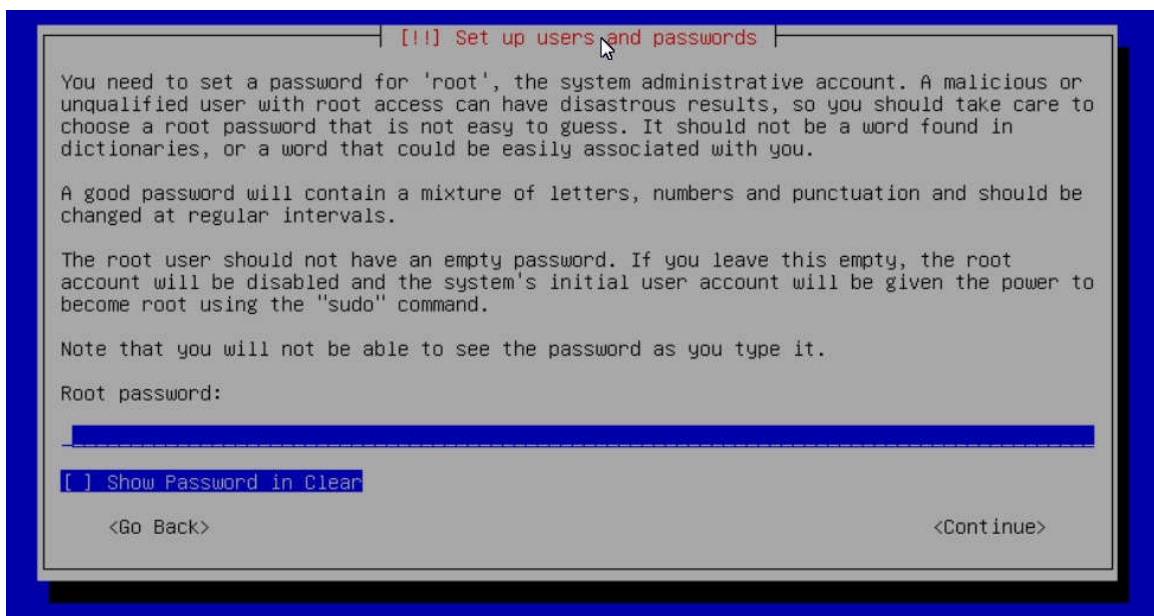 [!!] Set up users and passwords
You need to set a password for 'root', the system administrative account. A malicious or
unqualified user with root access can have disastrous results, so you should take care to
choose a root password that is not easy to guess. It should not be a word found in
dictionaries, or a word that could be easily associated with you.
A good password will contain a mixture of letters, numbers and punctuation and should be
changed at regular intervals.
The root user should not have an empty password. If you leave this empty, the root
account will be disabled and the system's initial user account will be given the power to
become root using the "sudo" command.
Note that you will not be able to see the password as you type it.
Root password:
[ ] Show Password in Clear
<Go Back> <Continue>